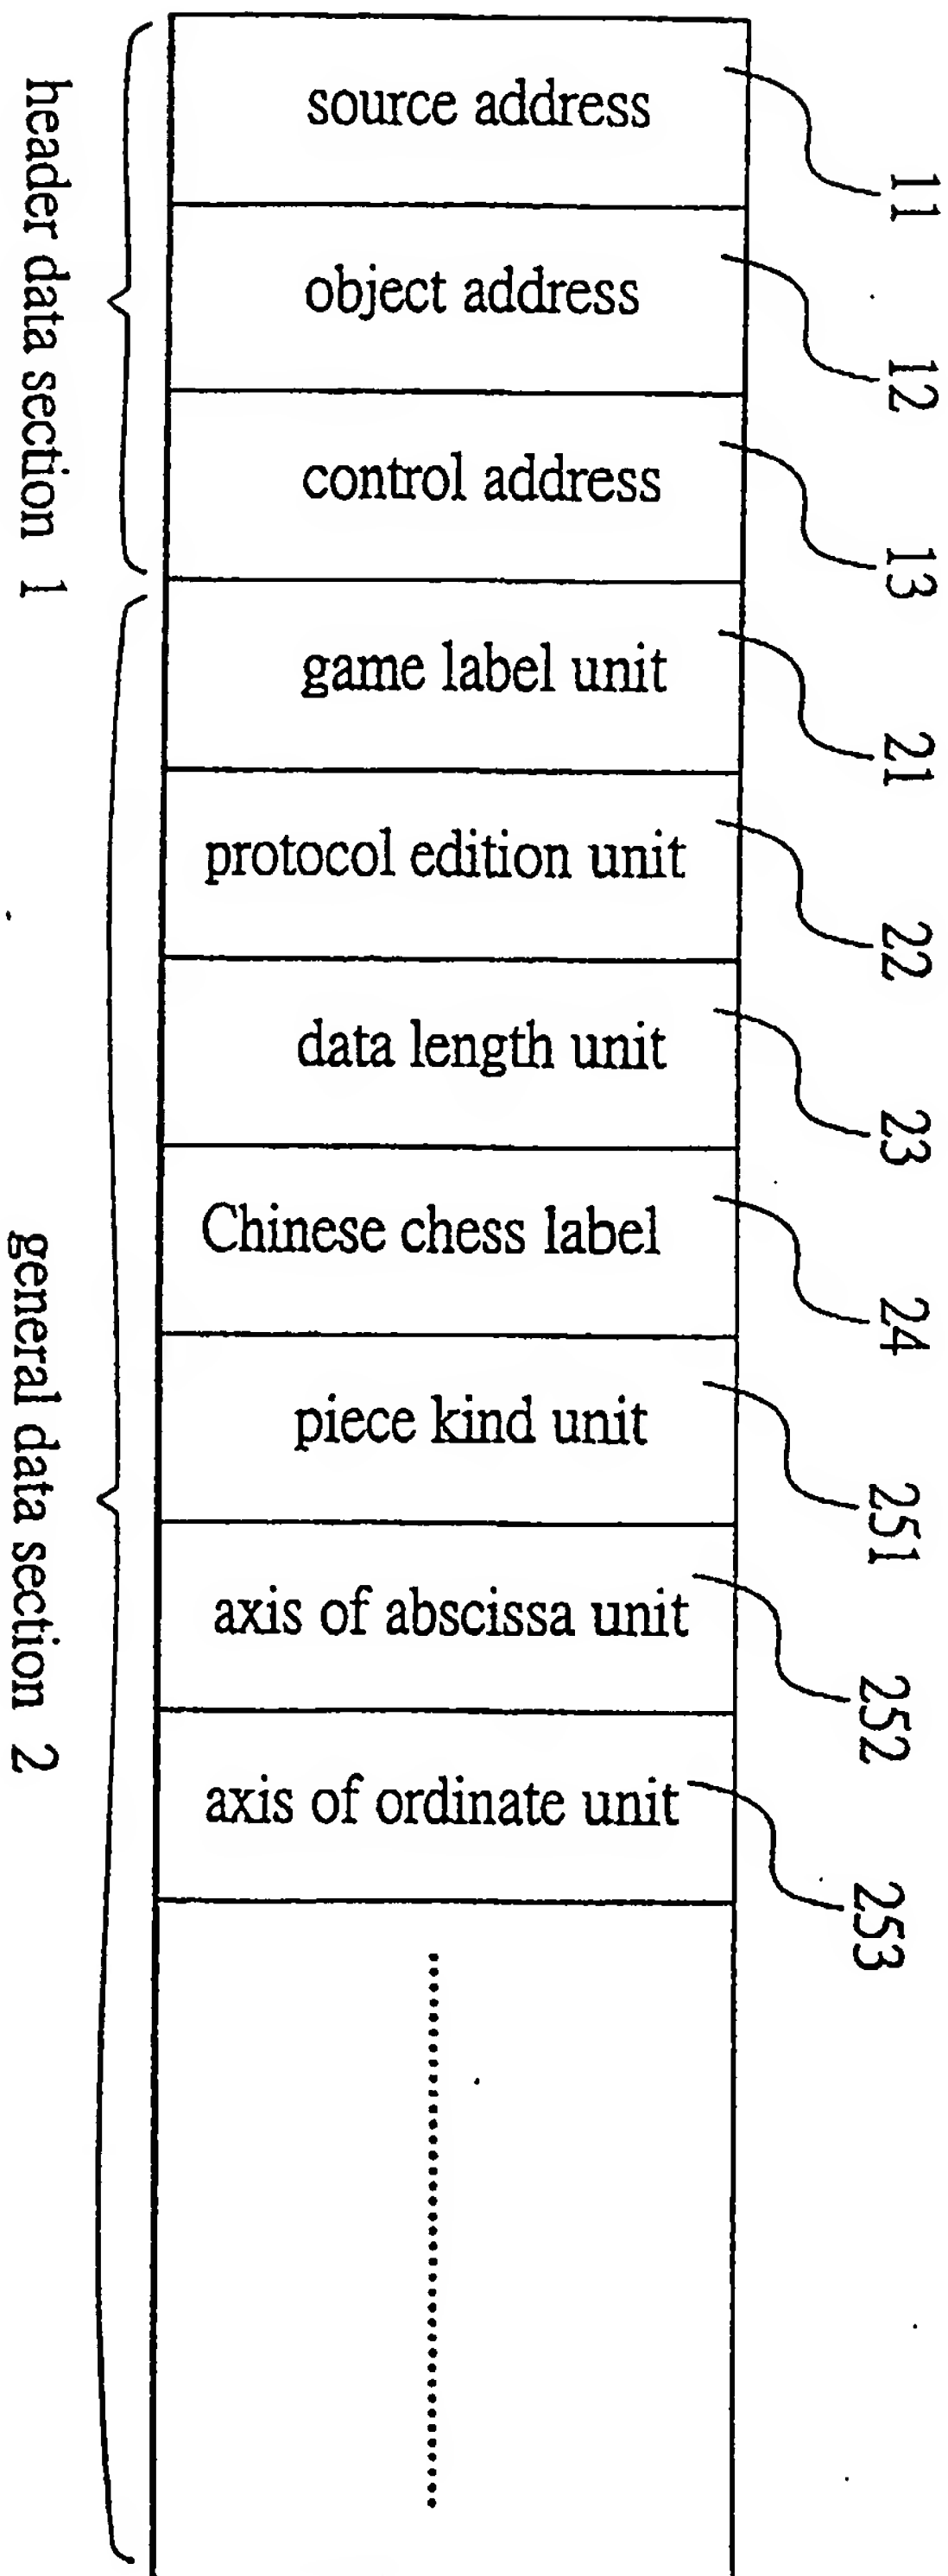 source address
11
object address
12
control address
13
game label unit
21
protocol edition unit
22
data length unit
23
Chinese chess label
24
piece kind unit
251
axis of abscissa unit
252
axis of ordinate unit
253
header data section 1
general data section 2